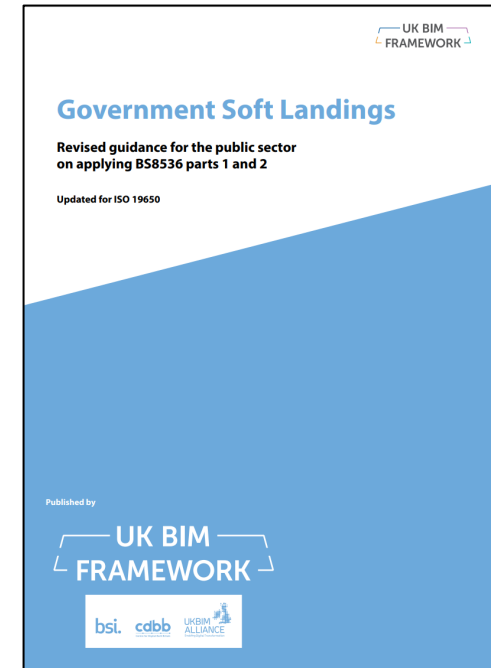 UK BIM
FRAMEWORK
Government Soft Landings
Revised guidance for the public sector
on applying BS8536 parts 1 and 2
Updated for ISO 19650
Published by
UK BIM
FRAMEWORK
bsi.
cdbb
UKBIM
ALLIANCE